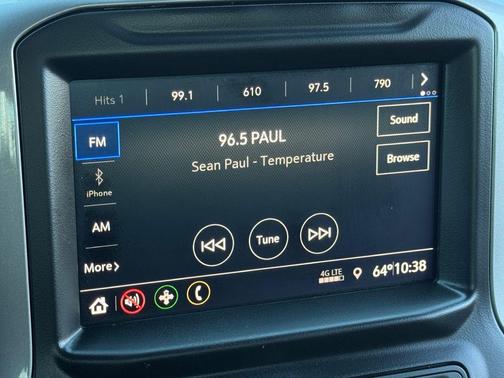 Hits 1 99.1 610 97.5 790
FM
96.5 PAUL
Sound
Sean Paul - Temperature
Browse
iPhone
AM
Tune
More
4G LTE
64° 10:38